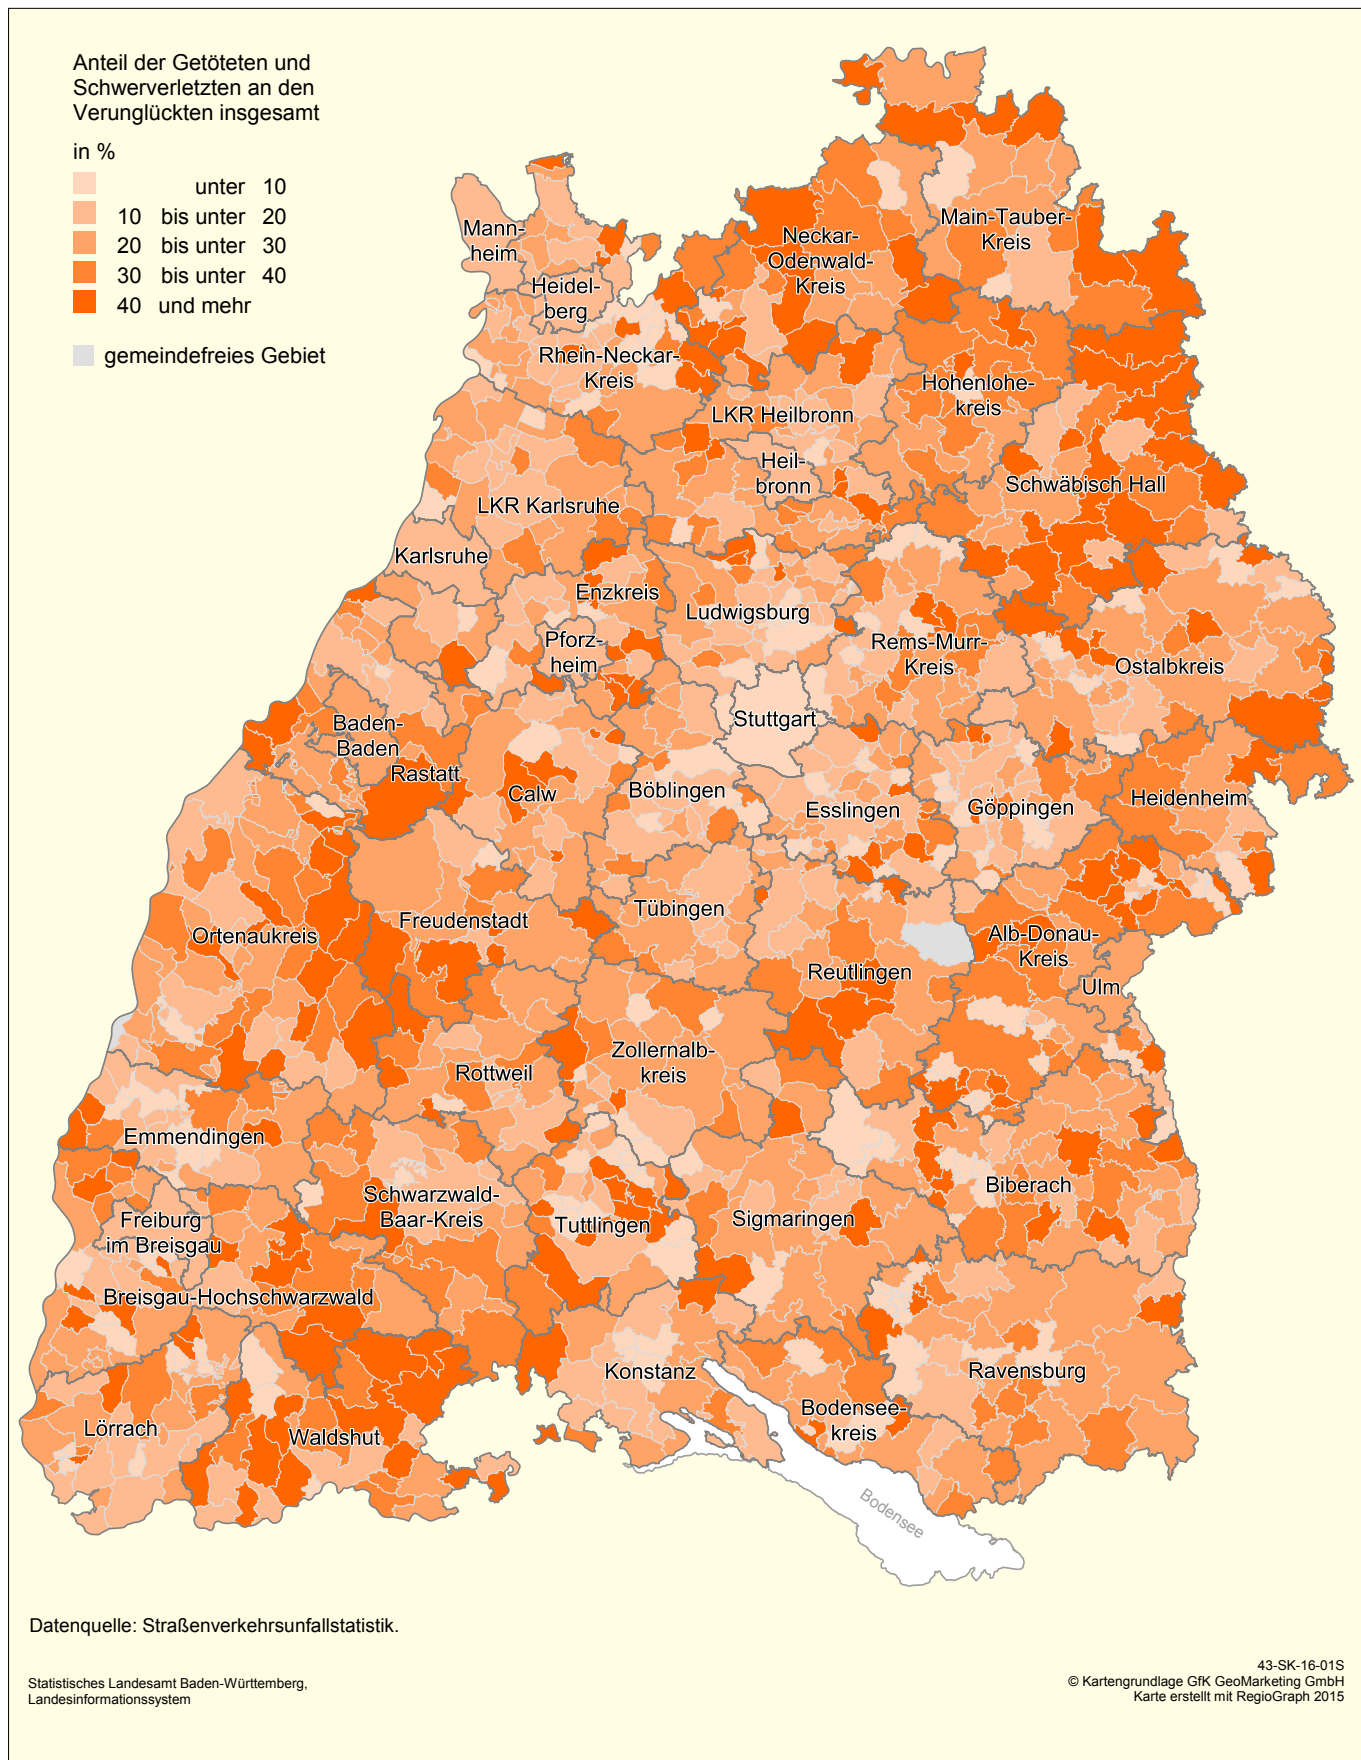 Anteil der Getöteten und
Schwerverletzten an den
Verunglückten insgesamt
in %
unter 10
10 bis unter 20
20 bis unter 30
30 bis unter 40
40 und mehr
gemeindefreies Gebiet
Mann-
heim
Heidel-
berg
Rhein-Neckar-
Kreis
Neckar-
Odenwald-
Kreis
Main-Tauber-
Kreis
Hohenlohe-
kreis
LKR Heilbronn
Heil-
bronn
Schwäbisch Hall
LKR Karlsruhe
Karlsruhe
Enzkreis
Pforz-
heim
Ludwigsburg
Rems-Murr-
Kreis
Ostalbkreis
Stuttgart
Baden-
Baden
Rastatt
Calw
Böblingen
Esslingen
Göppingen
Heidenheim
Ortenaukreis
Freudenstadt
Tübingen
Reutlingen
Alb-Donau-
Kreis
Ulm
Zollernalb-
kreis
Rottweil
Emmendingen
Schwarzwald-
Baar-Kreis
Tuttlingen
Sigmaringen
Biberach
Freiburg
im Breisgau
Breisgau-Hochschwarzwald
Konstanz
Ravensburg
Bodensee-
kreis
Lörrach
Waldshut
Bodensee
Datenquelle: Straßenverkehrsunfallstatistik.
Statistisches Landesamt Baden-Württemberg,
Landesinformationssystem
43-SK-16-01S
© Kartengrundlage GfK GeoMarketing GmbH
Karte erstellt mit RegioGraph 2015